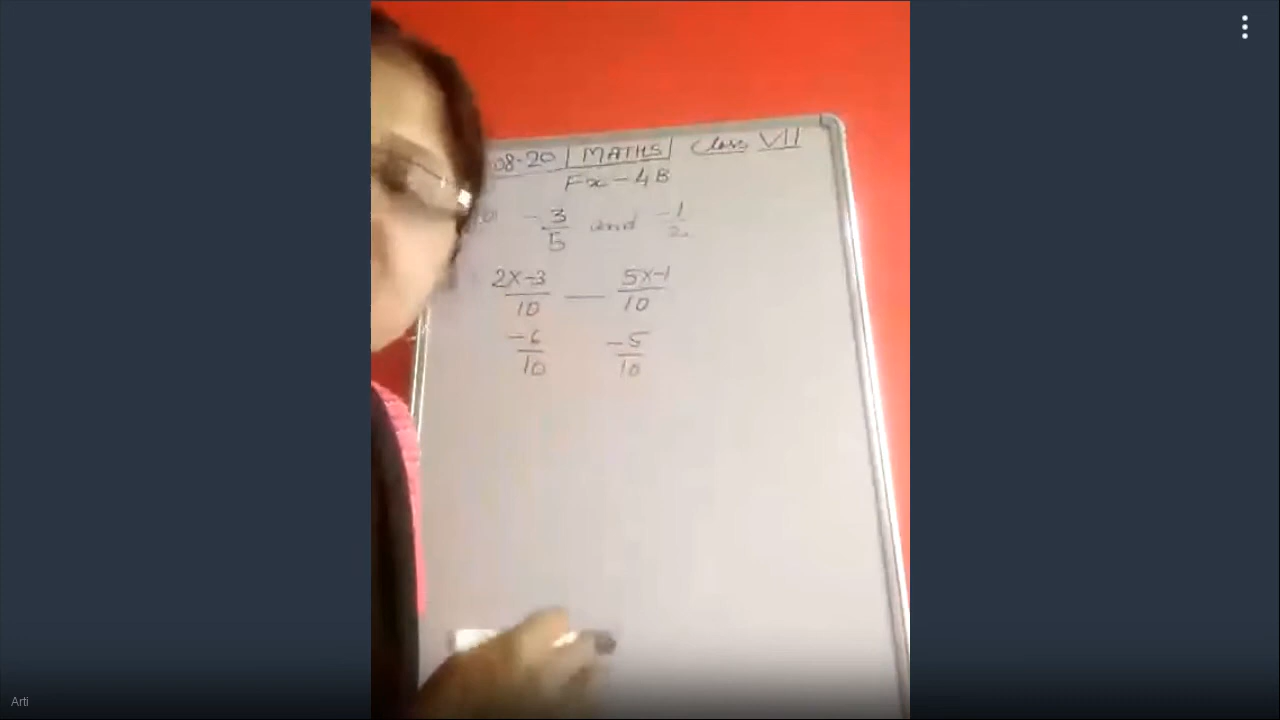 08-20 | MATHS | Class VII
Ex - 4B
-3/5 and -1/2
2x-3/10 — 5x-1/10
-6/10 -5/10
Arti